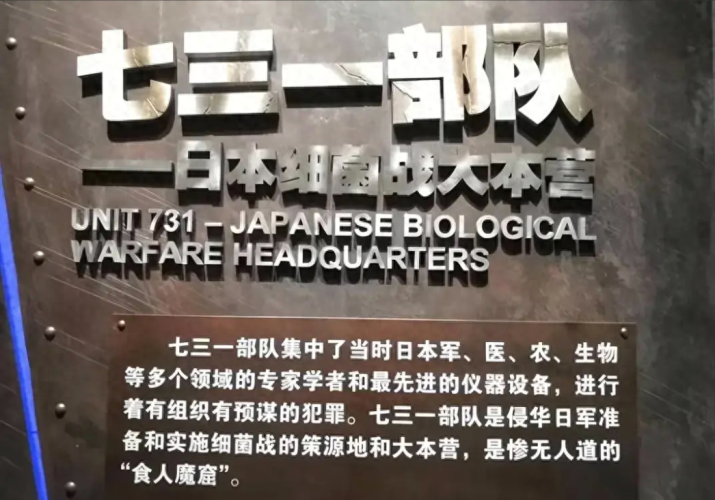 七三一部队
——日本细菌战大本营
UNIT 731 – JAPANESE BIOLOGICAL
WARFARE HEADQUARTERS
七三一部队集中了当时日本军、医、农、生物
等多个领域的专家学者和最先进的仪器设备，进行
着有组织有预谋的犯罪。七三一部队是侵华日军准
备和实施细菌战的策源地和大本营，是惨无人道的
“食人魔窟”。